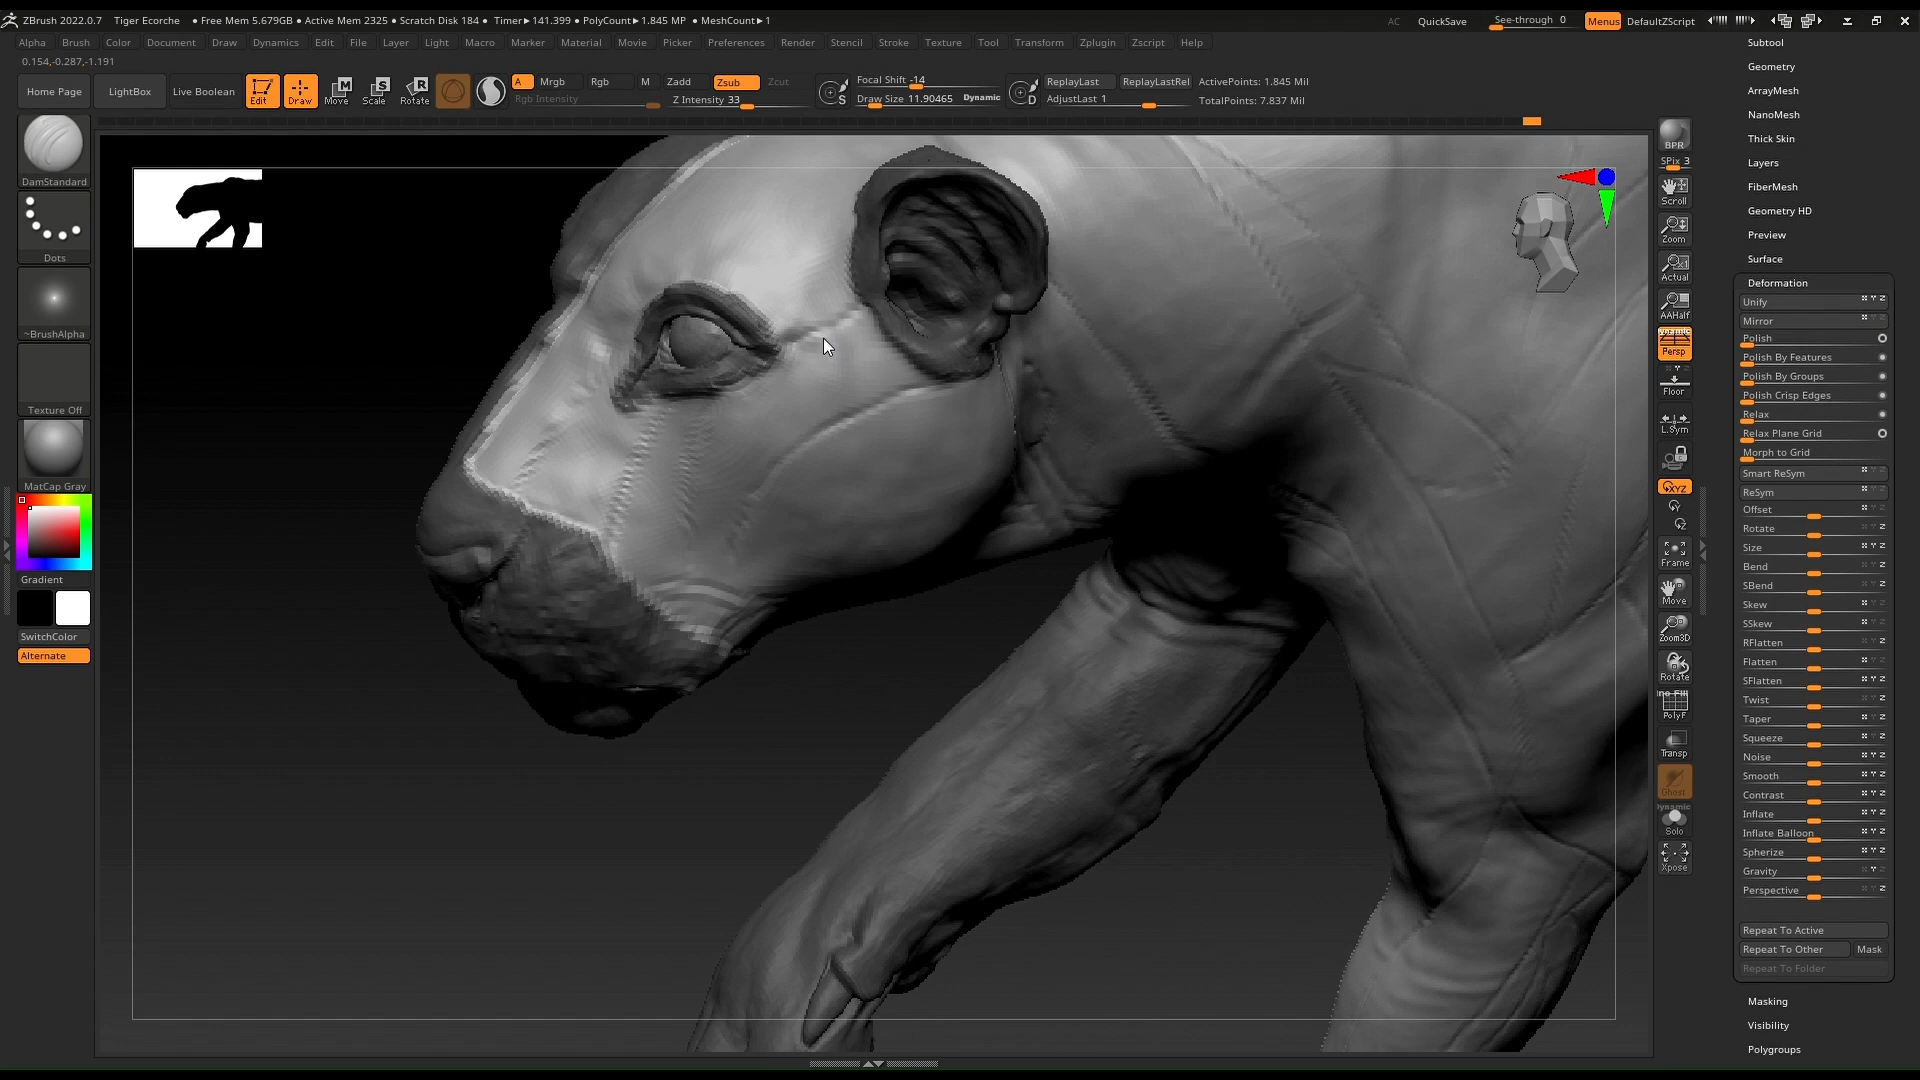 ZBrush 2022.0.7 Tiger Ecorche • Free Mem 5.679GB • Active Mem 2325 • Scratch Disk 184 • Timer►141.399 • PolyCount►1.845 MP • MeshCount►1 AC QuickSave See-through 0 Menus DefaultZScript
Alpha Brush Color Document Draw Dynamics Edit File Layer Light Macro Marker Material Movie Picker Preferences Render Stencil Stroke Texture Tool Transform Zplugin Zscript Help
0.154,-0.287,-1.191
Home Page LightBox Live Boolean Edit Draw Move Scale Rotate
A Mrgb Rgb M Zadd Zsub Zcut
Rgb Intensity Z Intensity 33
Focal Shift -14
Draw Size 11.90465 Dynamic
ReplayLast ReplayLastRel ActivePoints: 1.845 Mil
AdjustLast 1 TotalPoints: 7.837 Mil
DamStandard
Dots
~BrushAlpha
Texture Off
MatCap Gray
Gradient
SwitchColor
Alternate
BPR
SPix 3
Scroll
Zoom
Actual
AAHalf
Persp
Floor
L.Sym
XYZ
Frame
Move
Zoom3D
Rotate
PolyF
Transp
Ghost
Dynamic
Solo
Xpose
Subtool
Geometry
ArrayMesh
NanoMesh
Thick Skin
Layers
FiberMesh
Geometry HD
Preview
Surface
Deformation
Unify
Mirror
Polish
Polish By Features
Polish By Groups
Polish Crisp Edges
Relax
Relax Plane Grid
Morph to Grid
Smart ReSym
ReSym
Offset
Rotate
Size
Bend
SBend
Skew
SSkew
RFlatten
Flatten
SFlatten
Twist
Taper
Squeeze
Noise
Smooth
Contrast
Inflate
Inflate Balloon
Spherize
Gravity
Perspective
Repeat To Active
Repeat To Other Mask
Repeat To Folder
Masking
Visibility
Polygroups